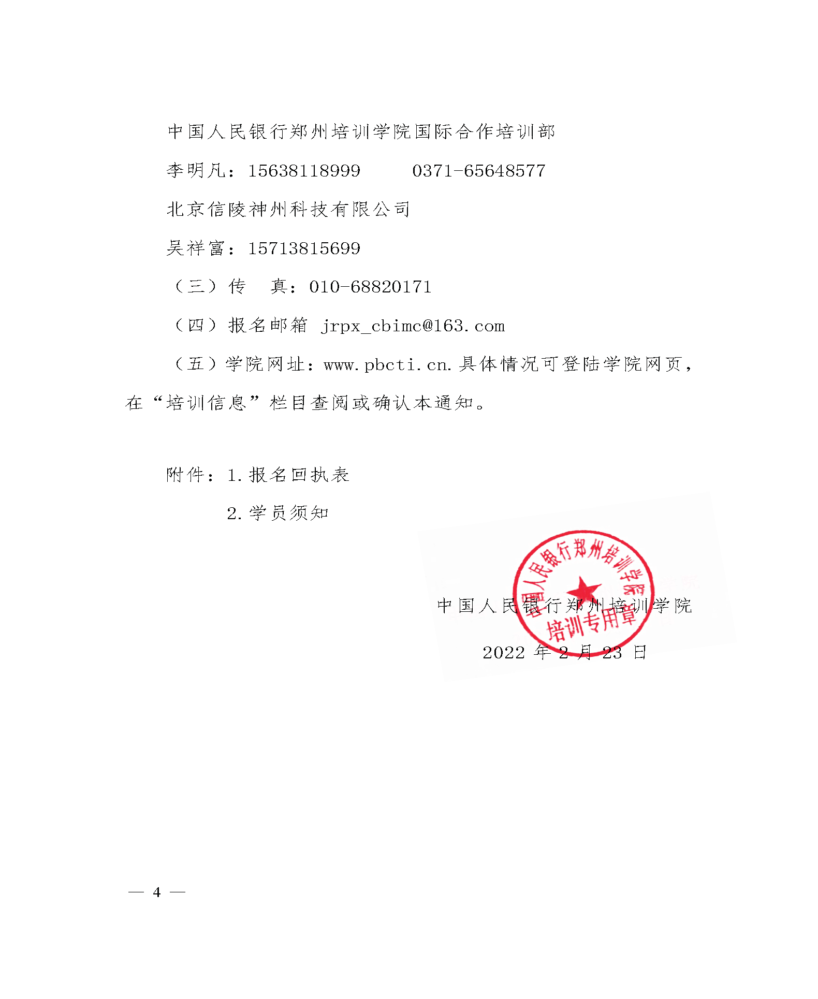 中国人民银行郑州培训学院国际合作培训部
李明凡：15638118999 0371-65648577
北京信陵神州科技有限公司
吴祥富：15713815699
（三）传 真：010-68820171
（四）报名邮箱 jrpx_cbimc@163.com
（五）学院网址：www.pbcti.cn.具体情况可登陆学院网页，
在“培训信息”栏目查阅或确认本通知。
附件：1.报名回执表
2.学员须知
中国人民银行郑州培训学院
培训专用章
中国人民银行郑州培训学院
2022 年 2 月 23 日
— 4 —